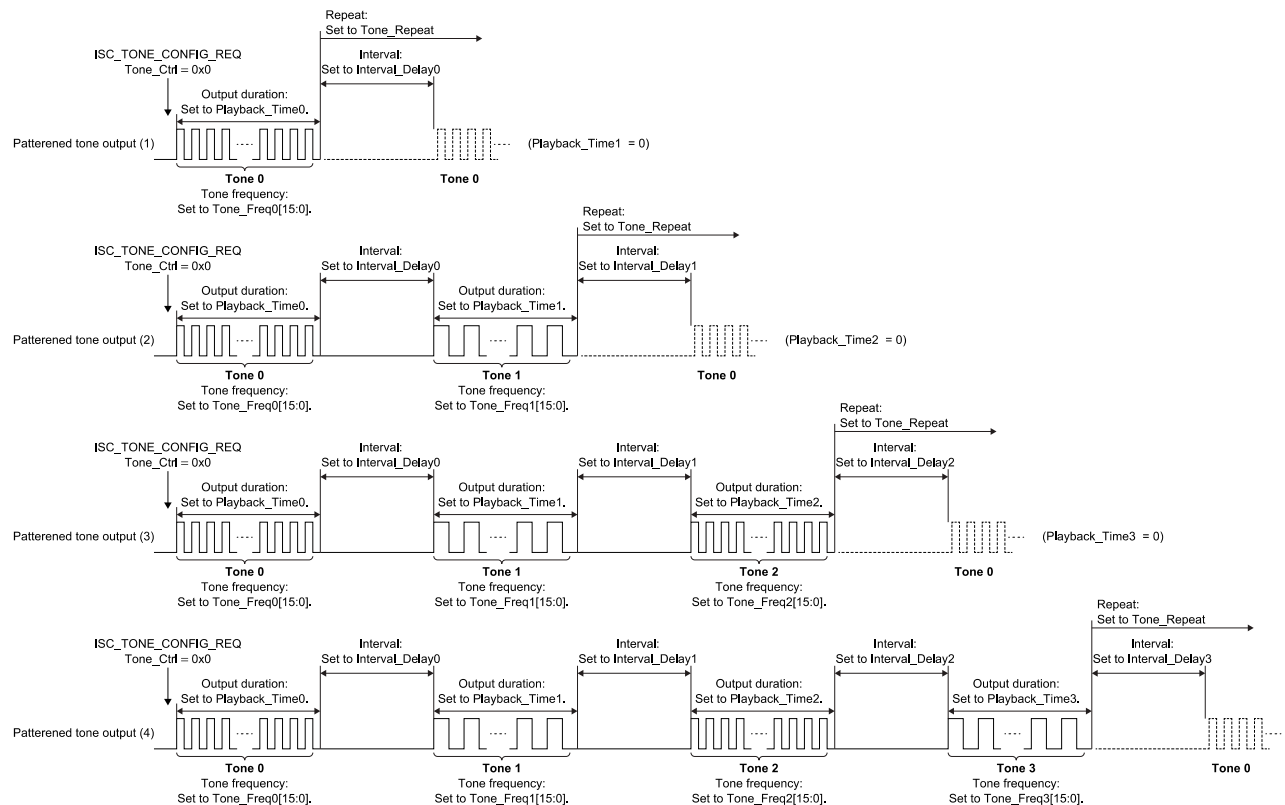 Repeat:
Set to Tone_Repeat
ISC_TONE_CONFIG_REQ
Tone_Ctrl = 0x0
Interval:
Set to Interval_Delay0
Output duration:
Set to Playback_Time0.
Patterened tone output (1)
(Playback_Time1 = 0)
Tone 0
Tone 0
Tone frequency:
Set to Tone_Freq0[15:0].
Repeat:
Set to Tone_Repeat
ISC_TONE_CONFIG_REQ
Tone_Ctrl = 0x0
Interval:
Set to Interval_Delay0
Interval:
Set to Interval_Delay1
Output duration:
Set to Playback_Time0.
Output duration:
Set to Playback_Time1.
Patterened tone output (2)
(Playback_Time2 = 0)
Tone 0
Tone 1
Tone 0
Tone frequency:
Set to Tone_Freq0[15:0].
Tone frequency:
Set to Tone_Freq1[15:0].
Repeat:
Set to Tone_Repeat
ISC_TONE_CONFIG_REQ
Tone_Ctrl = 0x0
Interval:
Set to Interval_Delay0
Interval:
Set to Interval_Delay1
Interval:
Set to Interval_Delay2
Output duration:
Set to Playback_Time0.
Output duration:
Set to Playback_Time1.
Output duration:
Set to Playback_Time2.
Patterened tone output (3)
(Playback_Time3 = 0)
Tone 0
Tone 1
Tone 2
Tone 0
Tone frequency:
Set to Tone_Freq0[15:0].
Tone frequency:
Set to Tone_Freq1[15:0].
Tone frequency:
Set to Tone_Freq2[15:0].
Repeat:
Set to Tone_Repeat
ISC_TONE_CONFIG_REQ
Tone_Ctrl = 0x0
Interval:
Set to Interval_Delay0
Interval:
Set to Interval_Delay1
Interval:
Set to Interval_Delay2
Interval:
Set to Interval_Delay3
Output duration:
Set to Playback_Time0.
Output duration:
Set to Playback_Time1.
Output duration:
Set to Playback_Time2.
Output duration:
Set to Playback_Time3.
Patterened tone output (4)
Tone 0
Tone 1
Tone 2
Tone 3
Tone 0
Tone frequency:
Set to Tone_Freq0[15:0].
Tone frequency:
Set to Tone_Freq1[15:0].
Tone frequency:
Set to Tone_Freq2[15:0].
Tone frequency:
Set to Tone_Freq3[15:0].